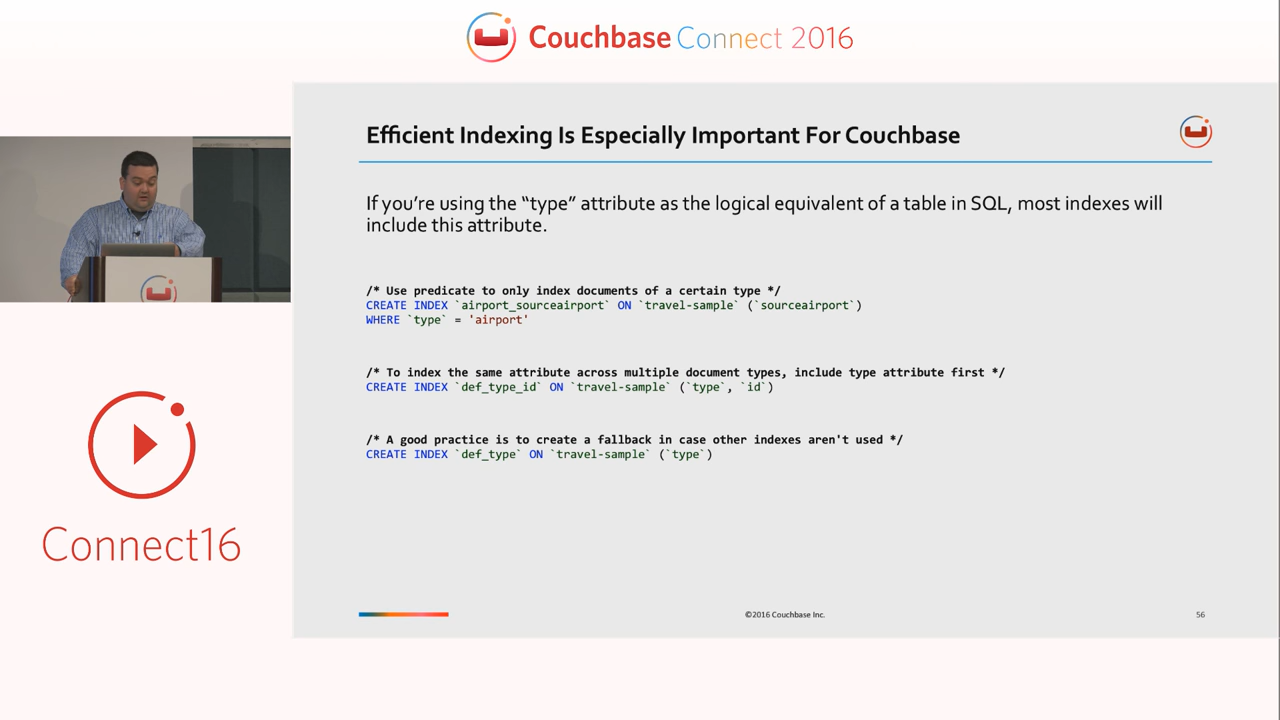 Couchbase Connect 2016
Efficient Indexing Is Especially Important For Couchbase
If you're using the “type” attribute as the logical equivalent of a table in SQL, most indexes will
include this attribute.
/* Use predicate to only index documents of a certain type */
CREATE INDEX `airport_sourceairport` ON `travel-sample` (`sourceairport`)
WHERE `type` = 'airport'
/* To index the same attribute across multiple document types, include type attribute first */
CREATE INDEX `def_type_id` ON `travel-sample` (`type`, `id`)
/* A good practice is to create a fallback in case other indexes aren't used */
CREATE INDEX `def_type` ON `travel-sample` (`type`)
Connect16
©2016 Couchbase Inc.
56